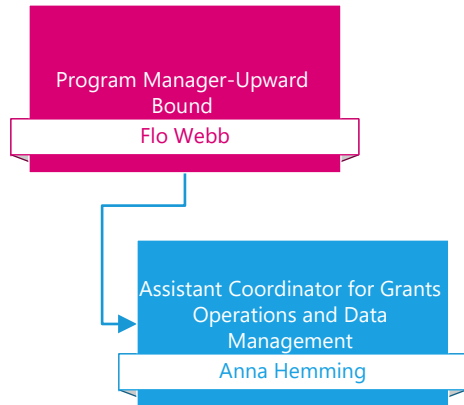 Program Manager-Upward
Bound
Flo Webb
Assistant Coordinator for Grants
Operations and Data
Management
Anna Hemming